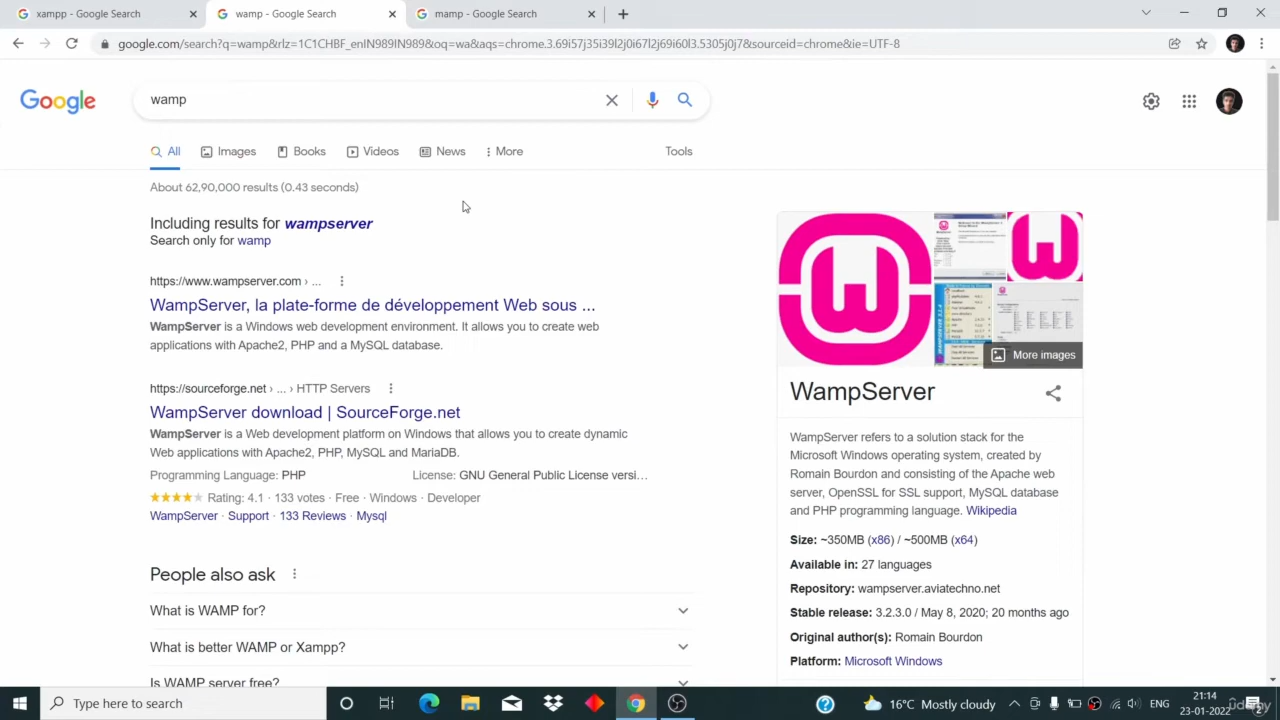 xampp - Google Search
wamp - Google Search
mamp - Google Search
google.com/search?q=wamp&rlz=1C1CHBF_enIN989IN989&oq=wa&aqs=chrome.3.69i57j35i39l2j0i67l2j69i60l3.5305j0j7&sourceid=chrome&ie=UTF-8
Google
wamp
All
Images
Books
Videos
News
More
Tools
About 62,90,000 results (0.43 seconds)
Including results for wampserver
Search only for wamp
https://www.wampserver.com › ...
WampServer, la plate-forme de développement Web sous ...
WampServer is a Windows web development environment. It allows you to create web
applications with Apache2, PHP and a MySQL database.
https://sourceforge.net › ... › HTTP Servers
WampServer download | SourceForge.net
WampServer is a Web development platform on Windows that allows you to create dynamic
Web applications with Apache2, PHP, MySQL and MariaDB.
Programming Language: PHP
License: GNU General Public License versi...
Rating: 4.1 · 133 votes · Free · Windows · Developer
WampServer · Support · 133 Reviews · Mysql
People also ask
What is WAMP for?
What is better WAMP or Xampp?
Is WAMP server free?
More images
WampServer
WampServer refers to a solution stack for the
Microsoft Windows operating system, created by
Romain Bourdon and consisting of the Apache web
server, OpenSSL for SSL support, MySQL database
and PHP programming language. Wikipedia
Size: ~350MB (x86) / ~500MB (x64)
Available in: 27 languages
Repository: wampserver.aviatechno.net
Stable release: 3.2.3.0 / May 8, 2020; 20 months ago
Original author(s): Romain Bourdon
Platform: Microsoft Windows
Type here to search
16°C Mostly cloudy
ENG
21:14
23-01-2022
Udemy